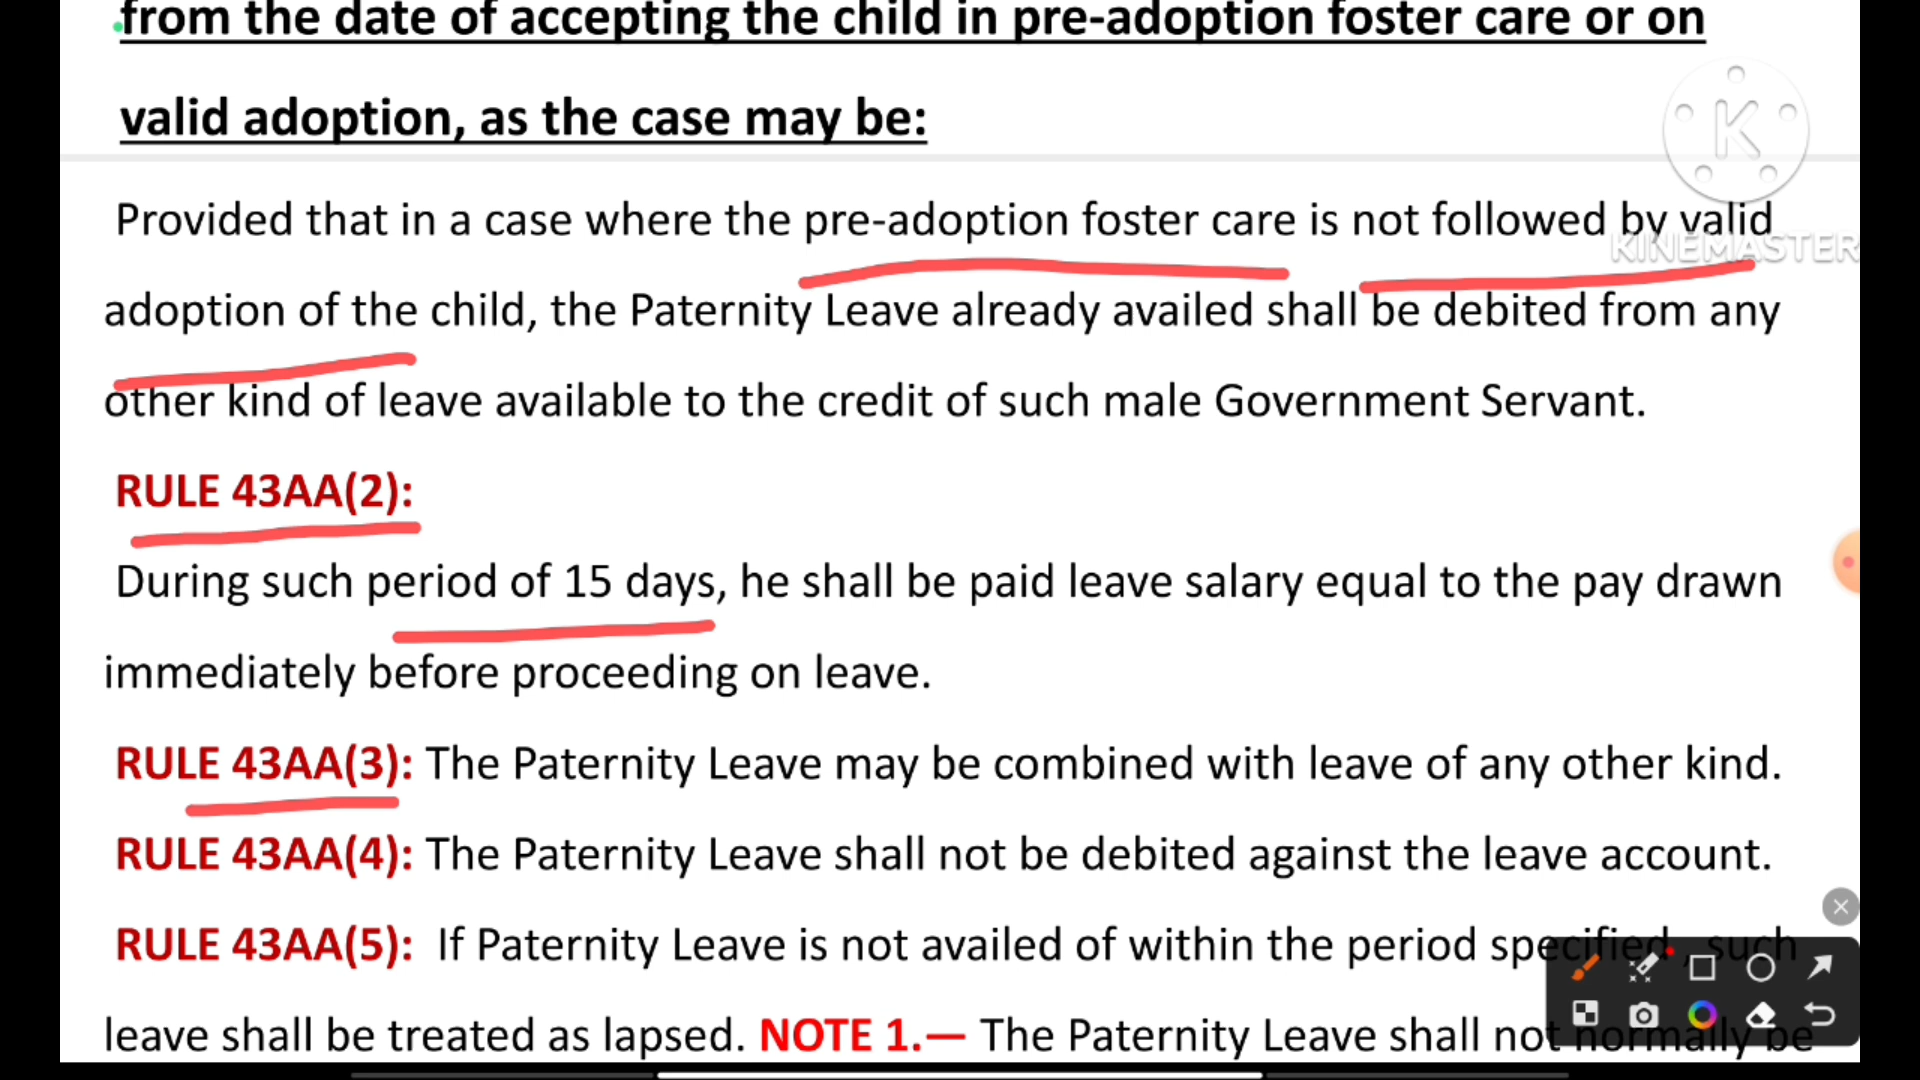 from the date of accepting the child in pre-adoption foster care or on
valid adoption, as the case may be:
K
KINEMASTER
Provided that in a case where the pre-adoption foster care is not followed by valid
adoption of the child, the Paternity Leave already availed shall be debited from any
other kind of leave available to the credit of such male Government Servant.
RULE 43AA(2):
During such period of 15 days, he shall be paid leave salary equal to the pay drawn
immediately before proceeding on leave.
RULE 43AA(3): The Paternity Leave may be combined with leave of any other kind.
RULE 43AA(4): The Paternity Leave shall not be debited against the leave account.
RULE 43AA(5): If Paternity Leave is not availed of within the period specified , such
leave shall be treated as lapsed. NOTE 1.— The Paternity Leave shall not normally be